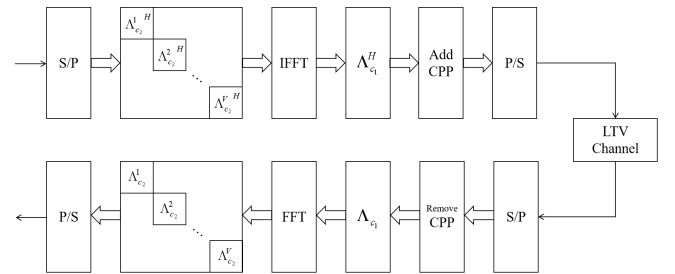 S/P
Λ_{c_2}^{1 H}
Λ_{c_2}^{2 H}
⋱
Λ_{c_2}^{V H}
IFFT
Λ_{c_1}^{H}
Add
CPP
P/S
LTV
Channel
P/S
Λ_{c_2}^{1}
Λ_{c_2}^{2}
⋱
Λ_{c_2}^{V}
FFT
Λ_{c_1}
Remove
CPP
S/P